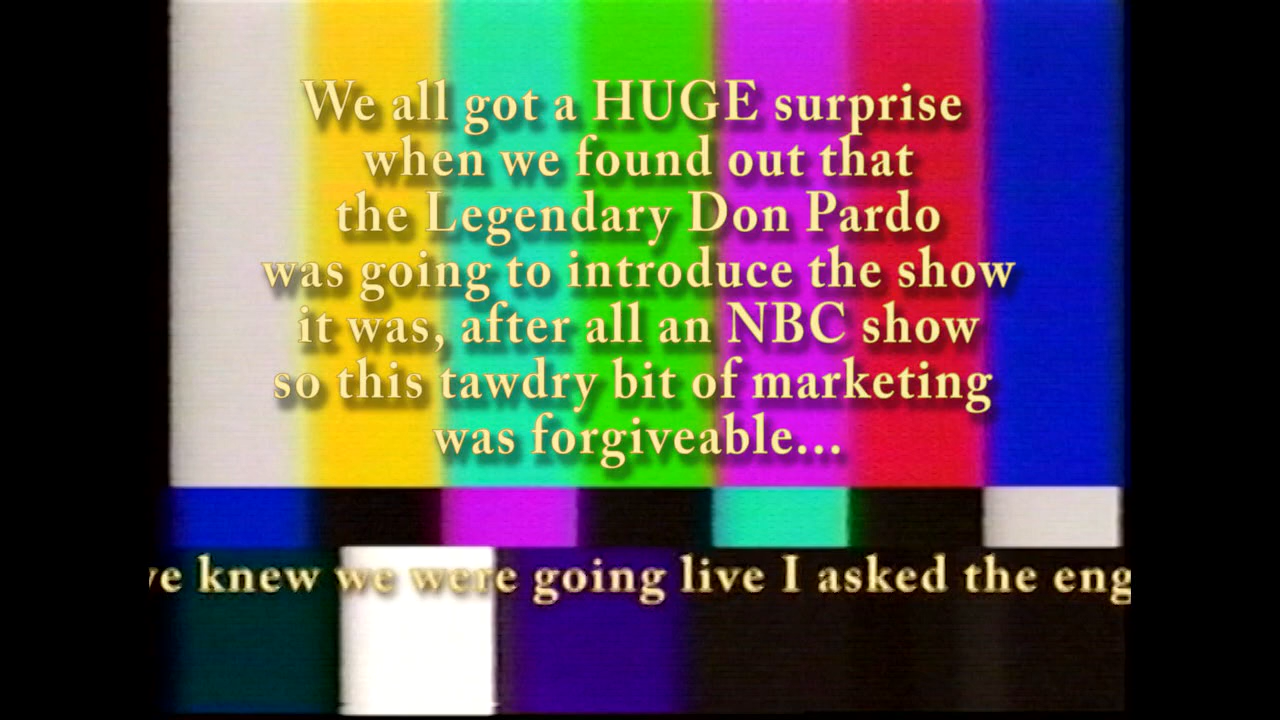 We all got a HUGE surprise
when we found out that
the Legendary Don Pardo
was going to introduce the show
it was, after all an NBC show
so this tawdry bit of marketing
was forgiveable...
knew we were going live I asked the